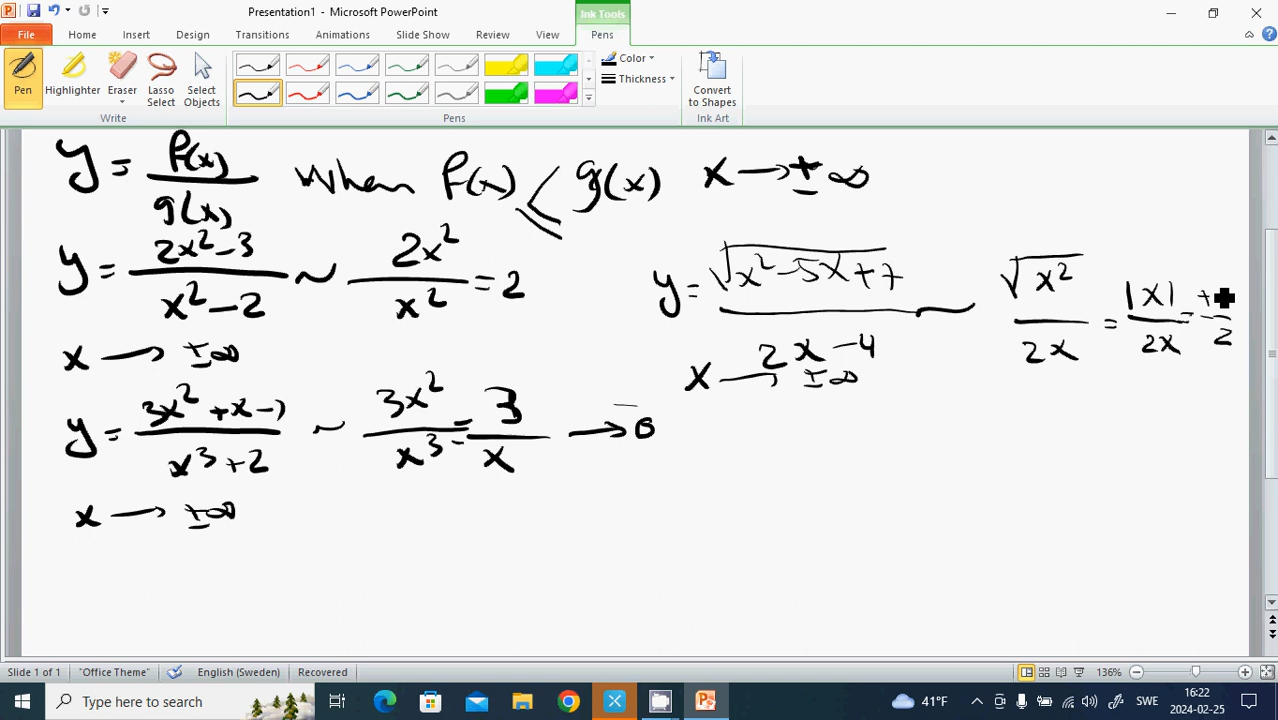 Presentation1 - Microsoft PowerPoint
Ink Tools
File Home Insert Design Transitions Animations Slide Show Review View Pens
Pen Highlighter Eraser Lasso Select Select Objects
Color
Thickness
Convert to Shapes
Write Pens Ink Art
y = f(x)/g(x) When f(x) ≤ g(x) x → ±∞
y = (2x² - 3)/(x² - 2) ~ 2x²/x² = 2
x → ±∞
y = √(x² - 5x + 7)/(2x - 4) ~ √x²/2x = |x|/2x = ±/2
x → ±∞
y = (3x² + x - 7)/(x³ + 2) ~ 3x²/x³ = 3/x → 0
x → ±∞
Slide 1 of 1 "Office Theme" English (Sweden) Recovered 136%
Type here to search 41°F SWE 16:22
2024-02-25